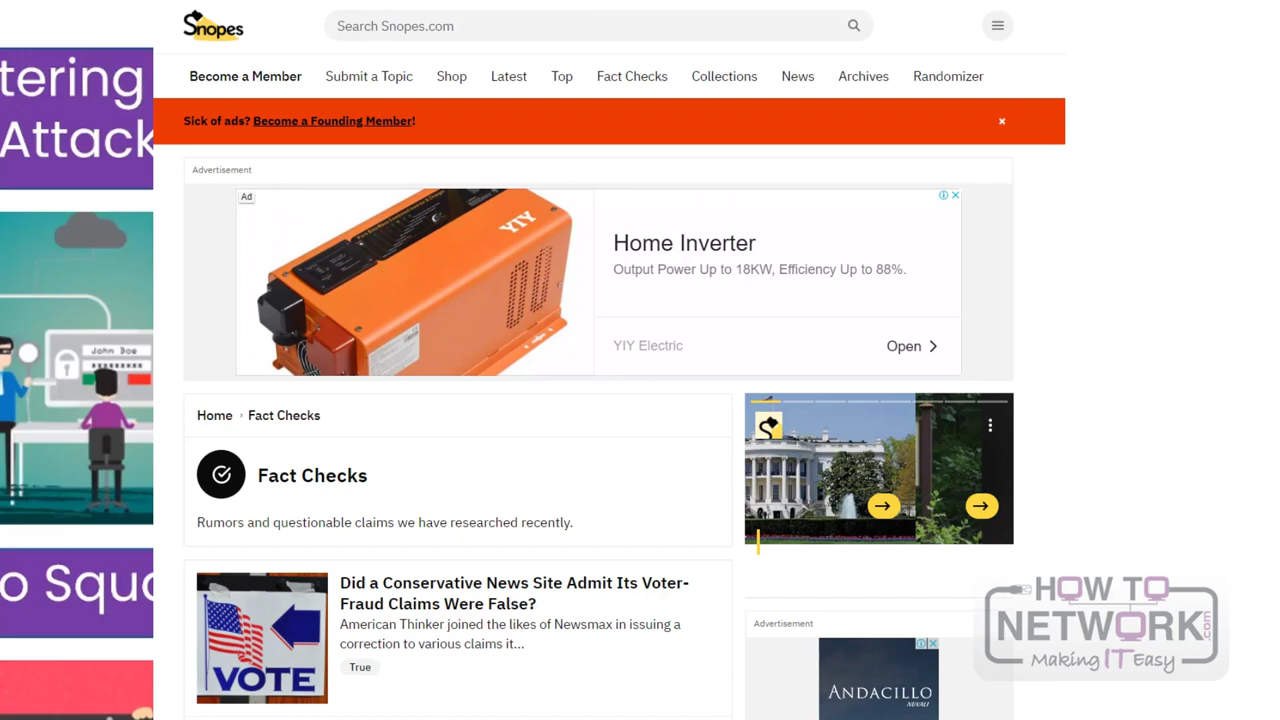 tering
Attack
John Doe
o Squa
Snopes
Search Snopes.com
Become a Member
Submit a Topic
Shop
Latest
Top
Fact Checks
Collections
News
Archives
Randomizer
Sick of ads? Become a Founding Member!
Advertisement
Ad
YIY
Home Inverter
Output Power Up to 18KW, Efficiency Up to 88%.
YIY Electric
Open
Home › Fact Checks
Fact Checks
Rumors and questionable claims we have researched recently.
Did a Conservative News Site Admit Its Voter-
Fraud Claims Were False?
American Thinker joined the likes of Newsmax in issuing a
correction to various claims it...
True
VOTE
Advertisement
ANDACILLO
NUVALI
HOW TO
NETWORK.com
Making IT Easy